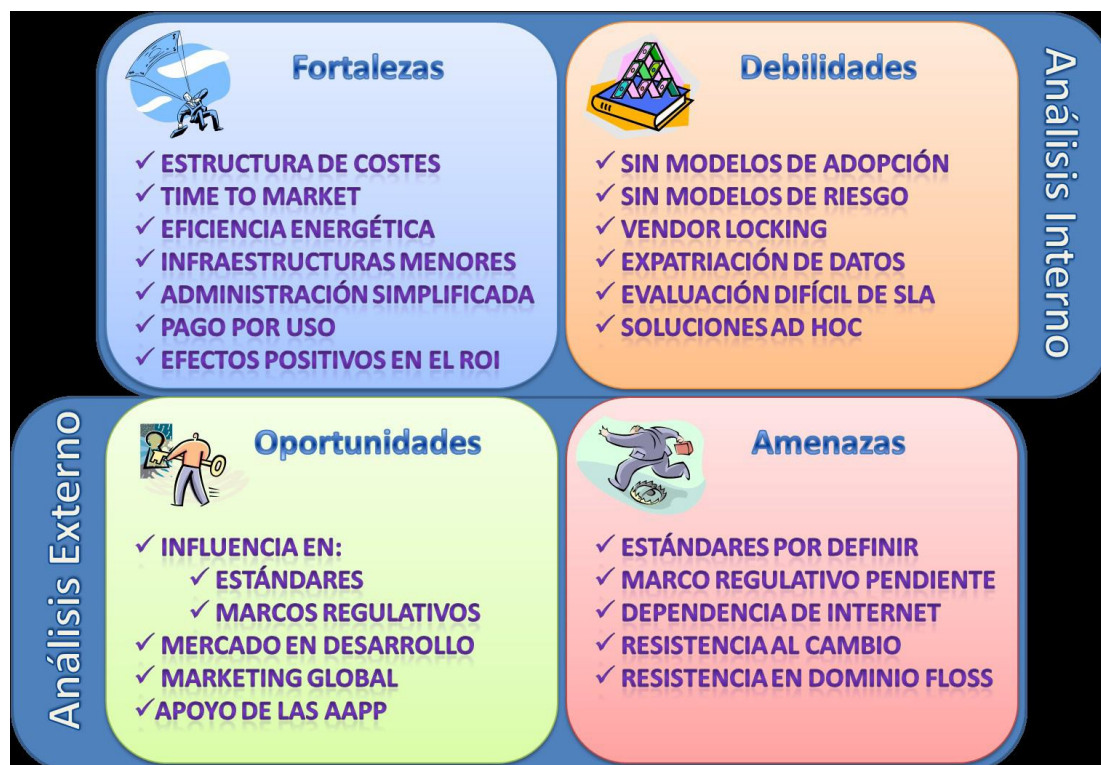 Fortalezas
ESTRUCTURA DE COSTES
TIME TO MARKET
EFICIENCIA ENERGÉTICA
INFRAESTRUCTURAS MENORES
ADMINISTRACIÓN SIMPLIFICADA
PAGO POR USO
EFECTOS POSITIVOS EN EL ROI
Debilidades
SIN MODELOS DE ADOPCIÓN
SIN MODELOS DE RIESGO
VENDOR LOCKING
EXPATRIACIÓN DE DATOS
EVALUACIÓN DIFÍCIL DE SLA
SOLUCIONES AD HOC
Análisis Interno
Análisis Externo
Oportunidades
INFLUENCIA EN:
ESTÁNDARES
MARCOS REGULATIVOS
MERCADO EN DESARROLLO
MARKETING GLOBAL
APOYO DE LAS AAPP
Amenazas
ESTÁNDARES POR DEFINIR
MARCO REGULATIVO PENDIENTE
DEPENDENCIA DE INTERNET
RESISTENCIA AL CAMBIO
RESISTENCIA EN DOMINIO FLOSS